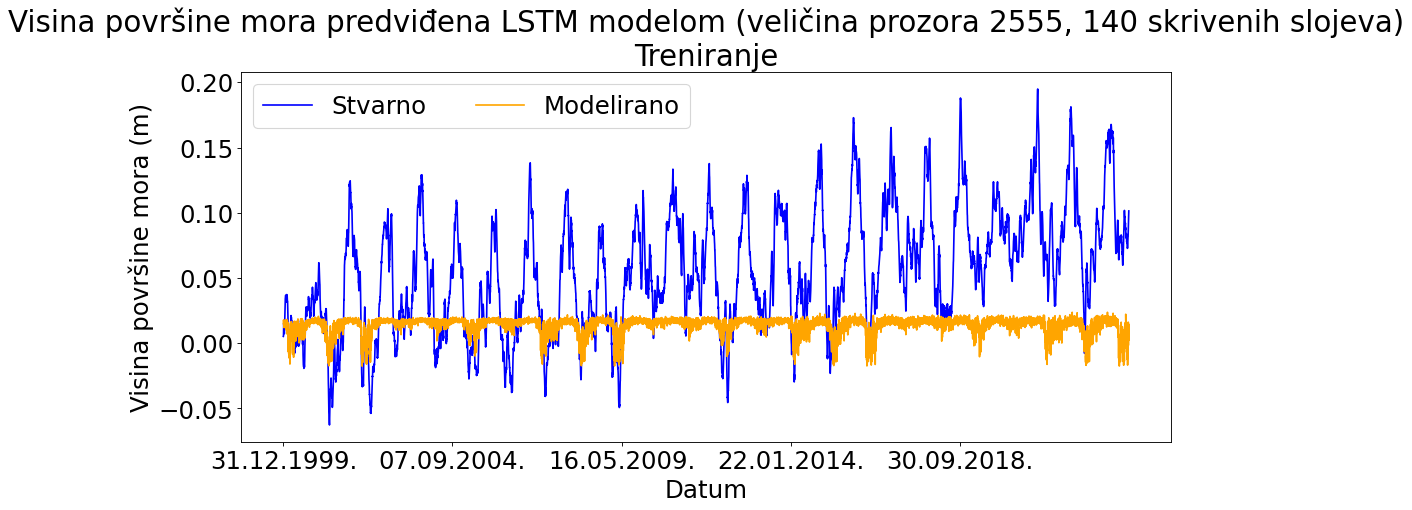 Visina površine mora predviđena LSTM modelom (veličina prozora 2555, 140 skrivenih slojeva)
Treniranje
Stvarno
Modelirano
Visina površine mora (m)
0.20
0.15
0.10
0.05
0.00
−0.05
31.12.1999.
07.09.2004.
16.05.2009.
22.01.2014.
30.09.2018.
Datum